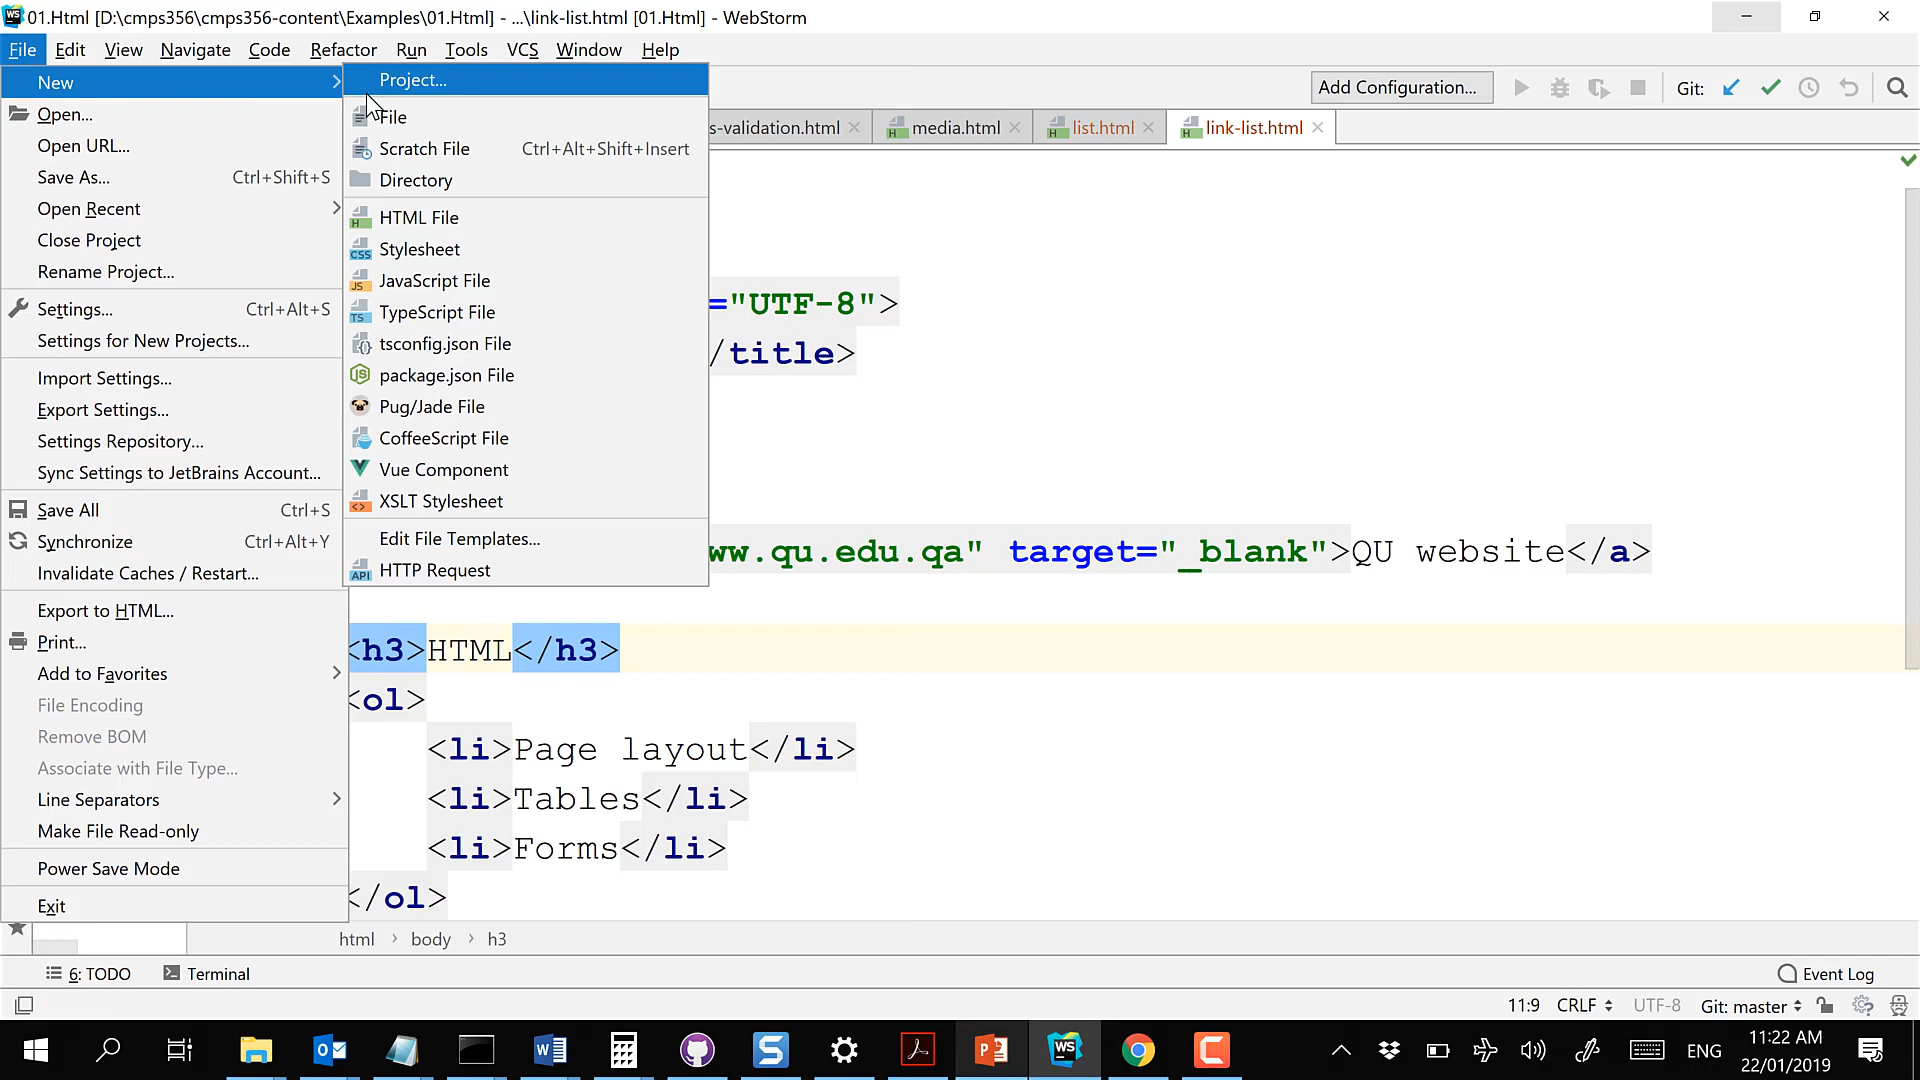 01.Html [D:\cmps356\cmps356-content\Examples\01.Html] - ...\link-list.html [01.Html] - WebStorm
File Edit View Navigate Code Refactor Run Tools VCS Window Help
New
Open...
Open URL...
Save As... Ctrl+Shift+S
Open Recent
Close Project
Rename Project...
Settings... Ctrl+Alt+S
Settings for New Projects...
Import Settings...
Export Settings...
Settings Repository...
Sync Settings to JetBrains Account...
Save All Ctrl+S
Synchronize Ctrl+Alt+Y
Invalidate Caches / Restart...
Export to HTML...
Print...
Add to Favorites
File Encoding
Remove BOM
Associate with File Type...
Line Separators
Make File Read-only
Power Save Mode
Exit
Project...
File
Scratch File Ctrl+Alt+Shift+Insert
Directory
HTML File
Stylesheet
JavaScript File
TypeScript File
tsconfig.json File
package.json File
Pug/Jade File
CoffeeScript File
Vue Component
XSLT Stylesheet
Edit File Templates...
HTTP Request
Add Configuration... Git:
s-validation.html media.html list.html link-list.html
="UTF-8">
/title>
ww.qu.edu.qa" target="_blank">QU website</a>
<h3>HTML</h3>
<ol>
<li>Page layout</li>
<li>Tables</li>
<li>Forms</li>
</ol>
html › body › h3
6: TODO Terminal Event Log
11:9 CRLF UTF-8 Git: master
ENG 11:22 AM
22/01/2019